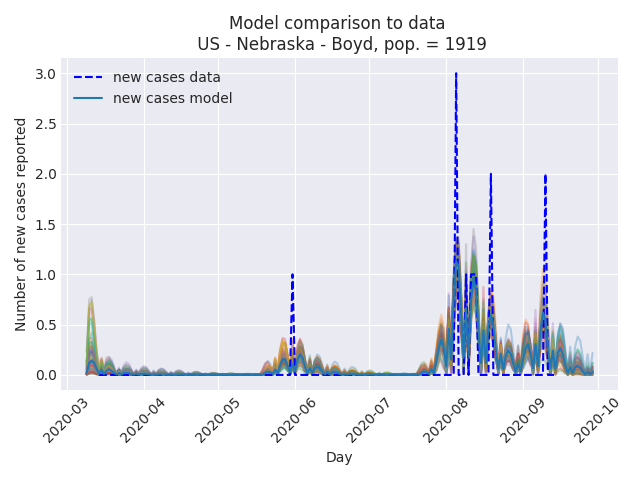 Model comparison to data
US - Nebraska - Boyd, pop. = 1919
new cases data
new cases model
Number of new cases reported
3.0
2.5
2.0
1.5
1.0
0.5
0.0
2020-03
2020-04
2020-05
2020-06
2020-07
2020-08
2020-09
2020-10
Day